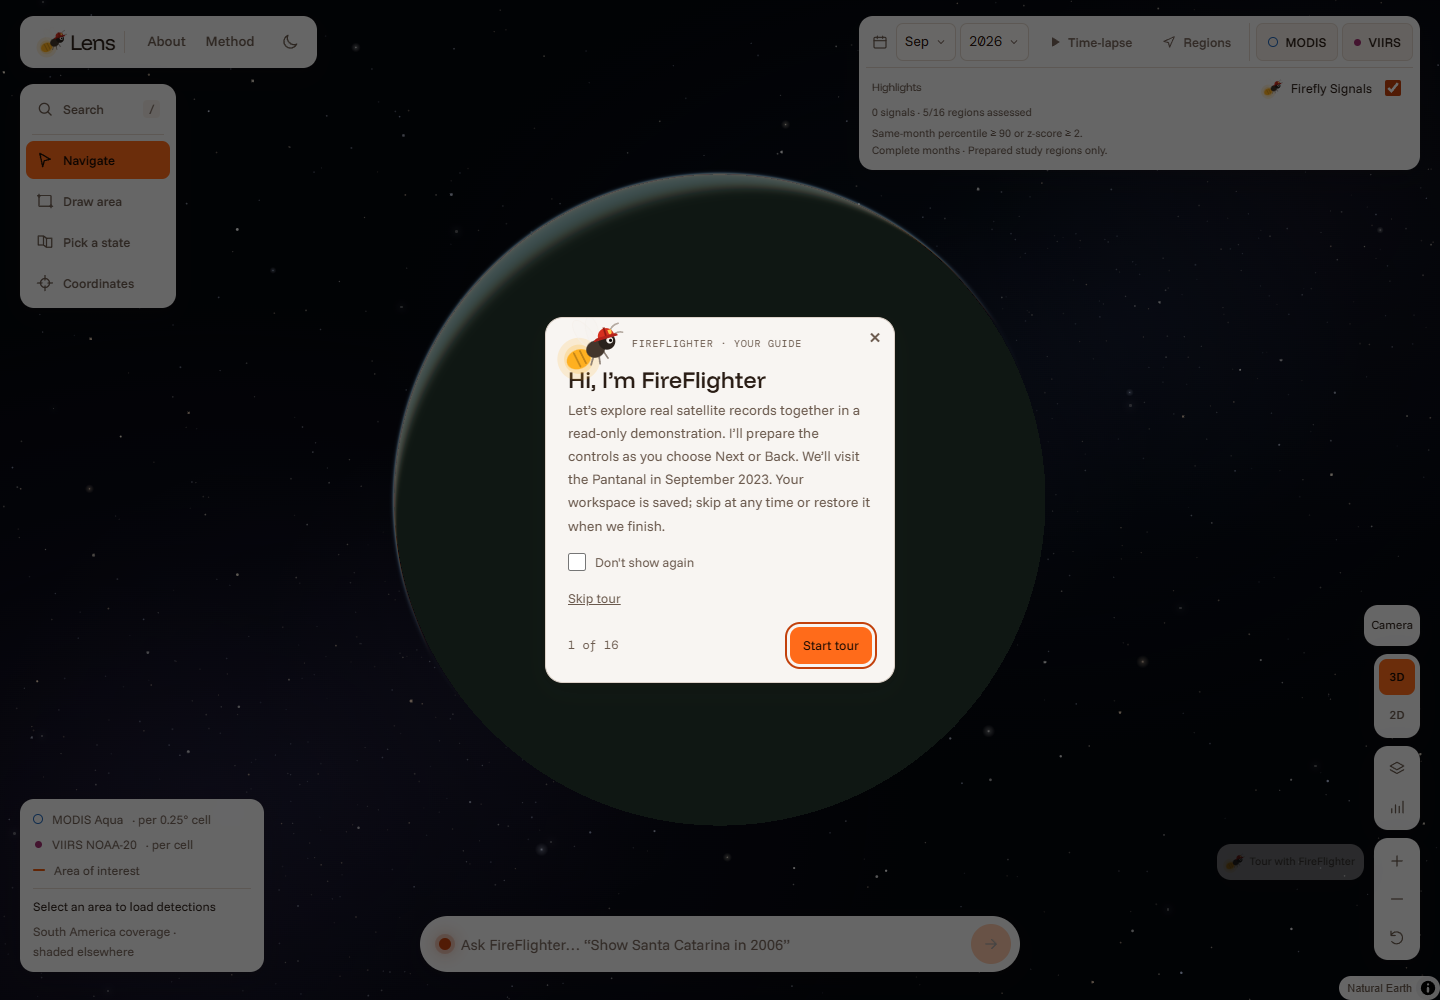 Lens
About
Method
Search
/
Navigate
Draw area
Pick a state
Coordinates
Sep
2026
Time-lapse
Regions
MODIS
VIIRS
Highlights
Firefly Signals
0 signals · 5/16 regions assessed
Same-month percentile ≥ 90 or z-score ≥ 2.
Complete months · Prepared study regions only.
FIREFLIGHTER · YOUR GUIDE
Hi, I’m FireFlighter
Let’s explore real satellite records together in a
read-only demonstration. I’ll prepare the
controls as you choose Next or Back. We’ll visit
the Pantanal in September 2023. Your
workspace is saved; skip at any time or restore it
when we finish.
Don't show again
Skip tour
1 of 16
Start tour
Camera
3D
2D
Tour with FireFlighter
MODIS Aqua · per 0.25° cell
VIIRS NOAA-20 · per cell
Area of interest
Select an area to load detections
South America coverage ·
shaded elsewhere
Ask FireFlighter… “Show Santa Catarina in 2006”
Natural Earth